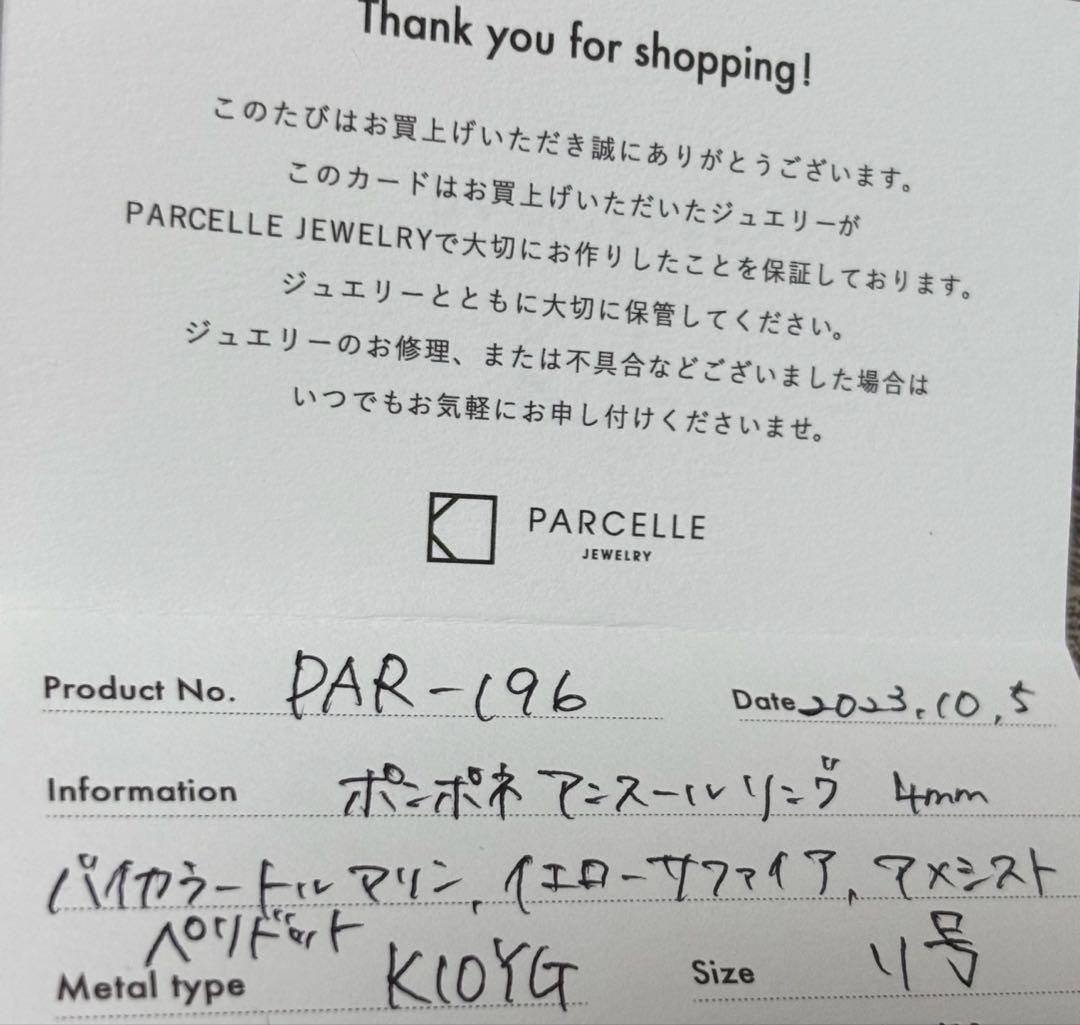 Thank you for shopping!
このたびはお買上げいただき誠にありがとうございます。
このカードはお買上げいただいたジュエリーが
PARCELLE JEWELRYで大切にお作りしたことを保証しております。
ジュエリーとともに大切に保管してください。
ジュエリーのお修理、または不具合などございました場合は
いつでもお気軽にお申し付けくださいませ。
PARCELLE
JEWELRY
Product No. PAR-196 Date 2023.10.5
Information ポンポネ アンスールリング 4mm
バイカラートルマリン、イエローサファイア、アメシスト
ペリドット
Metal type K10YG Size 11号